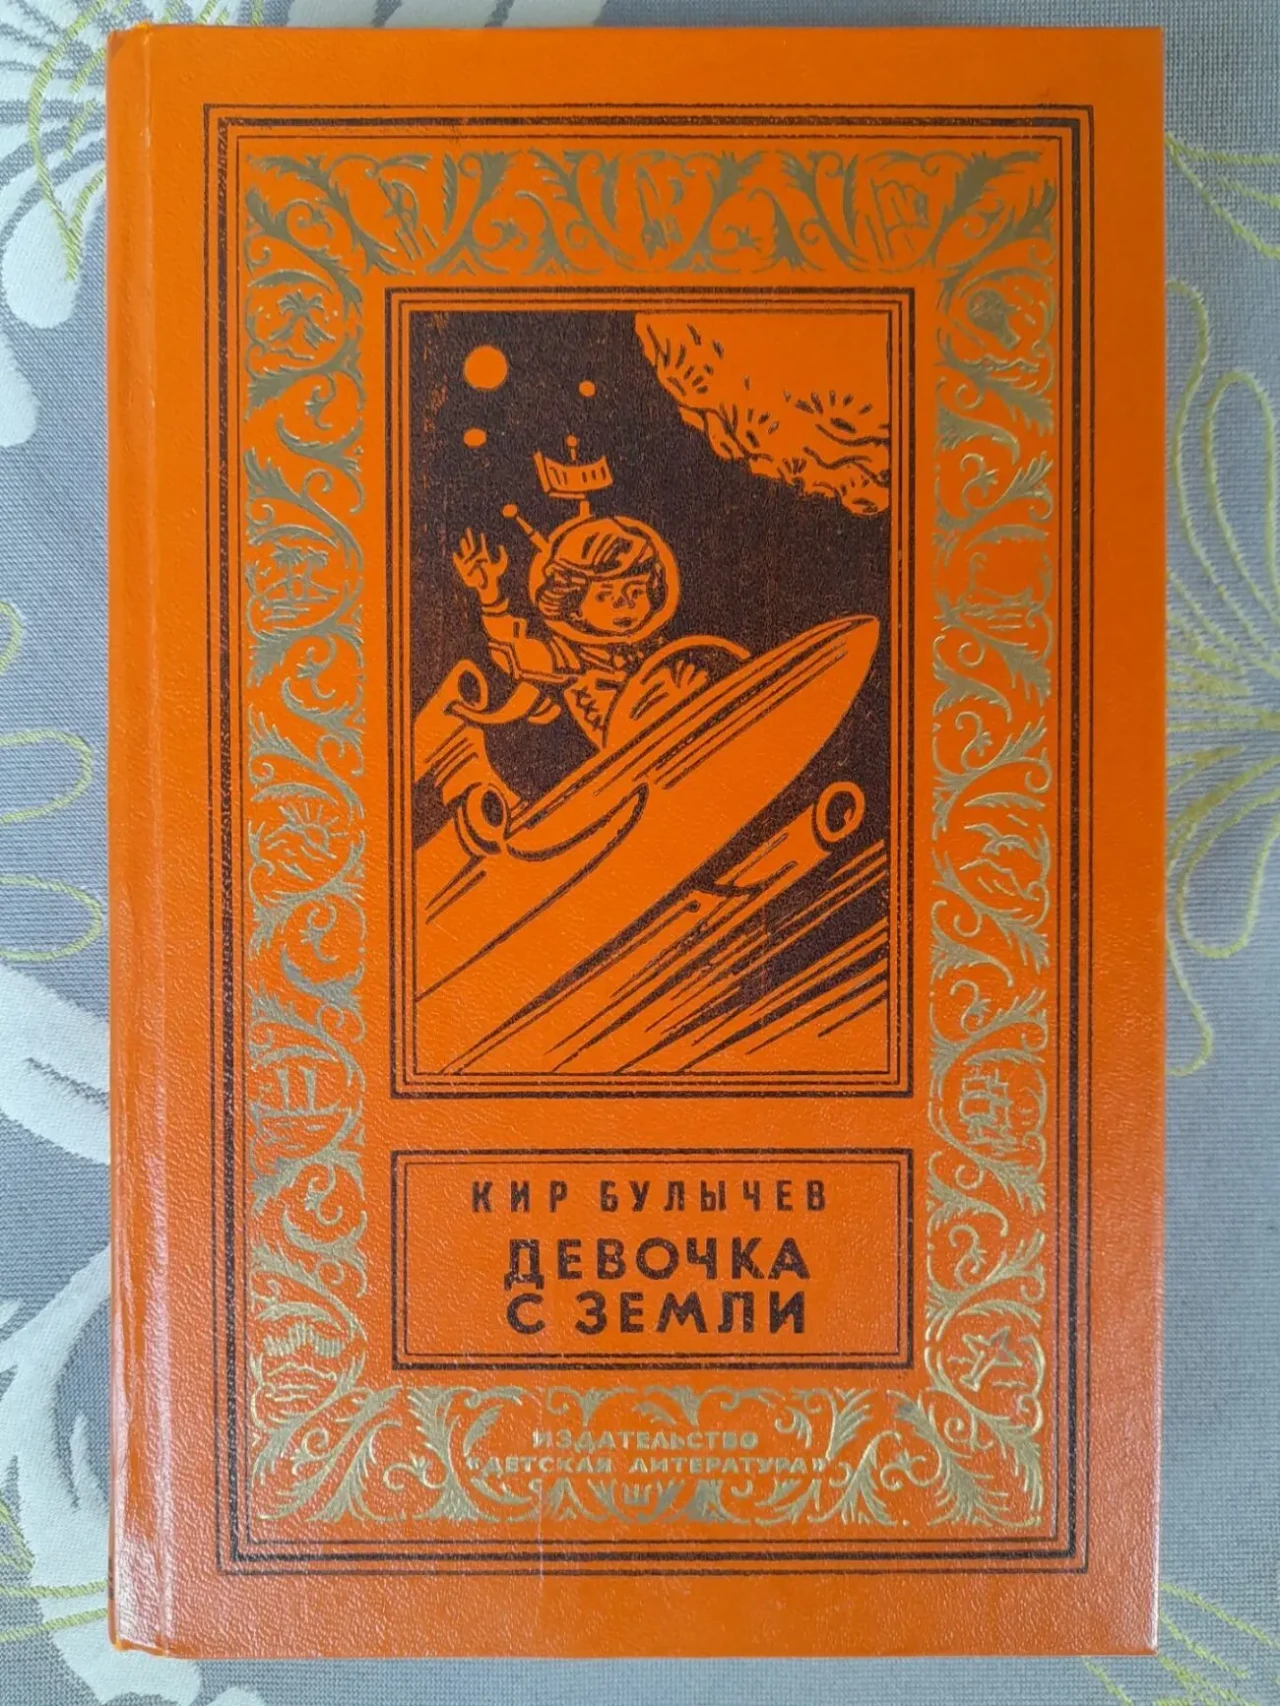 КИР БУЛЫЧЕВ
ДЕВОЧКА
С ЗЕМЛИ
ИЗДАТЕЛЬСТВО
«ДЕТСКАЯ ЛИТЕРАТУРА»